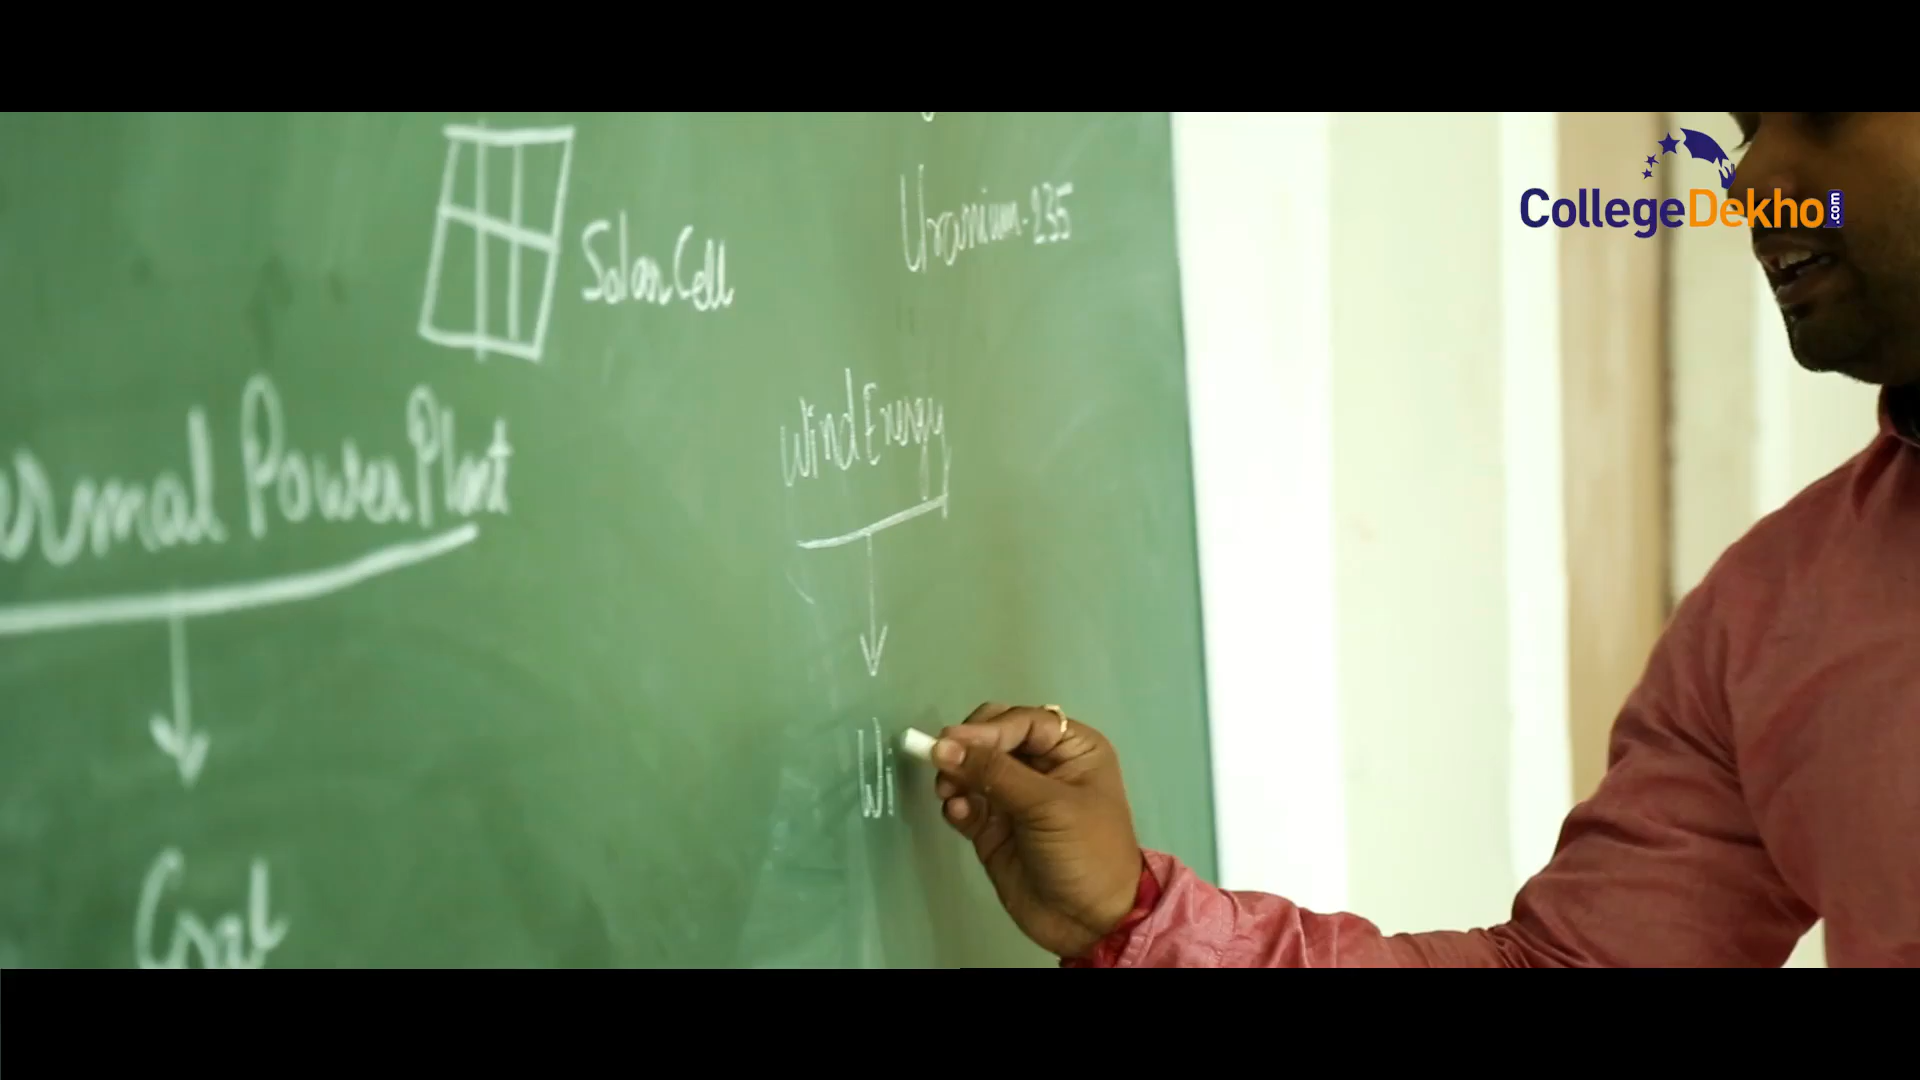 CollegeDekho.com
Uranium-235
Solar Cell
Wind Energy
ermal Power Plant
Wi
Coal